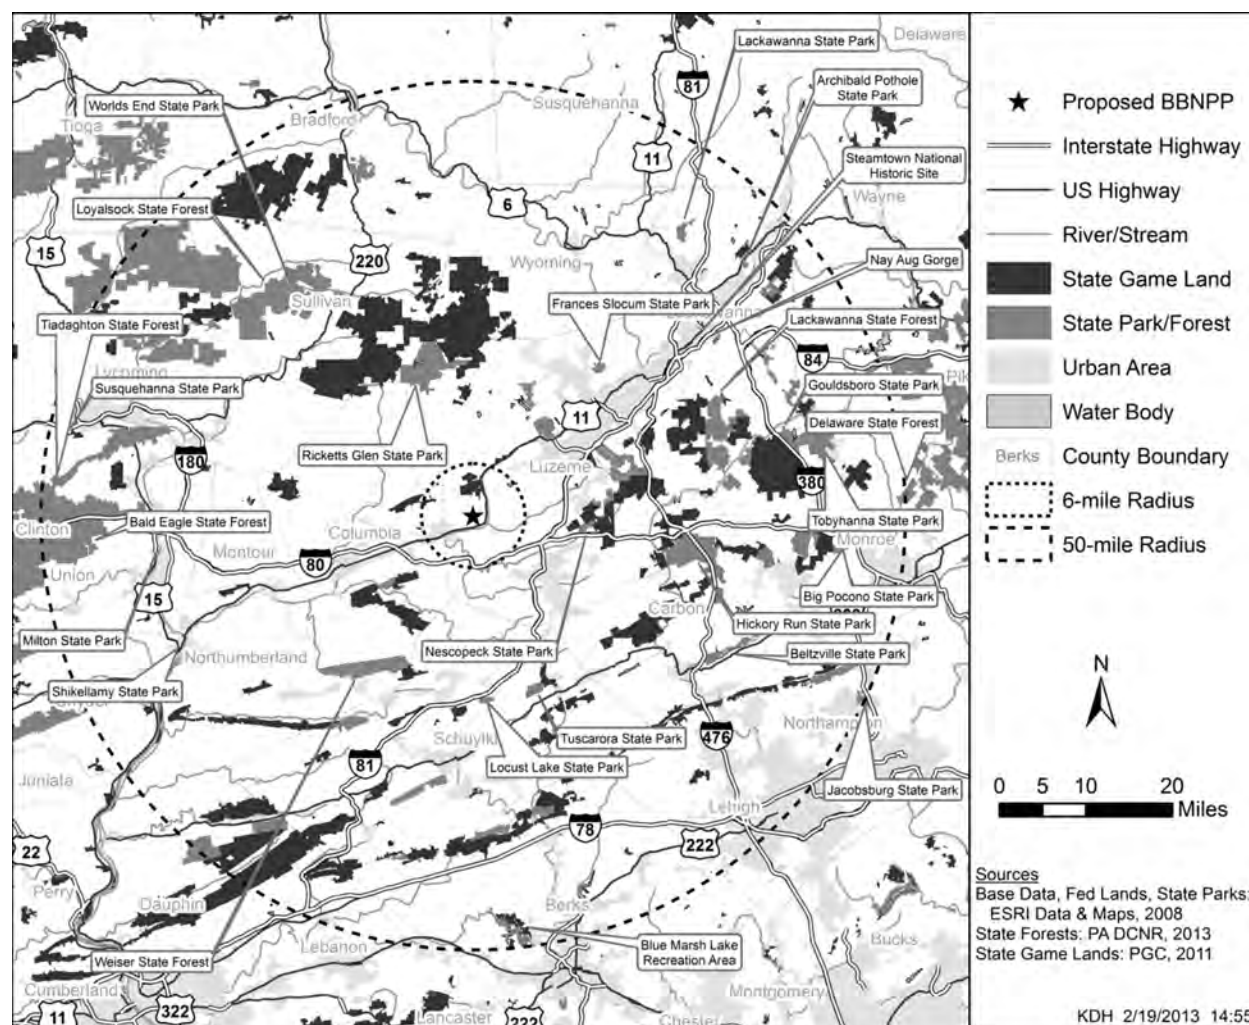 Delaware
Lackawanna State Park
81
Archibald Pothole
State Park
Worlds End State Park
Susquehanna
Tioga
Bradford
11
Steamtown National
Historic Site
Wayne
6
Loyalsock State Forest
15
220
Wyoming
Nay Aug Gorge
Sullivan
Frances Slocum State Park
Tiadaghton State Forest
Lackawanna State Forest
84
Lycoming
Susquehanna State Park
Gouldsboro State Park
Pik
11
Delaware State Forest
Ricketts Glen State Park
180
Luzerne
380
Clinton
Bald Eagle State Forest
Columbia
Tobyhanna State Park
Monroe
Montour
80
Union
15
Big Pocono State Park
Carbon
Hickory Run State Park
Milton State Park
Nescopeck State Park
Beltzville State Park
Northumberland
Shikellamy State Park
Snyder
Northampton
Tuscarora State Park
476
Schuylki
81
Locust Lake State Park
Juniata
Jacobsburg State Park
Lehigh
78
222
22
Perry
Dauphin
Berks
Bucks
Lebanon
Blue Marsh Lake
Recreation Area
Weiser State Forest
Cumberland
Montgomery
322
11
Lancaster
222
Chester
Proposed BBNPP
Interstate Highway
US Highway
River/Stream
State Game Land
State Park/Forest
Urban Area
Water Body
Berks
County Boundary
6-mile Radius
50-mile Radius
N
0 5 10 20
Miles
Sources
Base Data, Fed Lands, State Parks:
ESRI Data & Maps, 2008
State Forests: PA DCNR, 2013
State Game Lands: PGC, 2011
KDH 2/19/2013 14:55